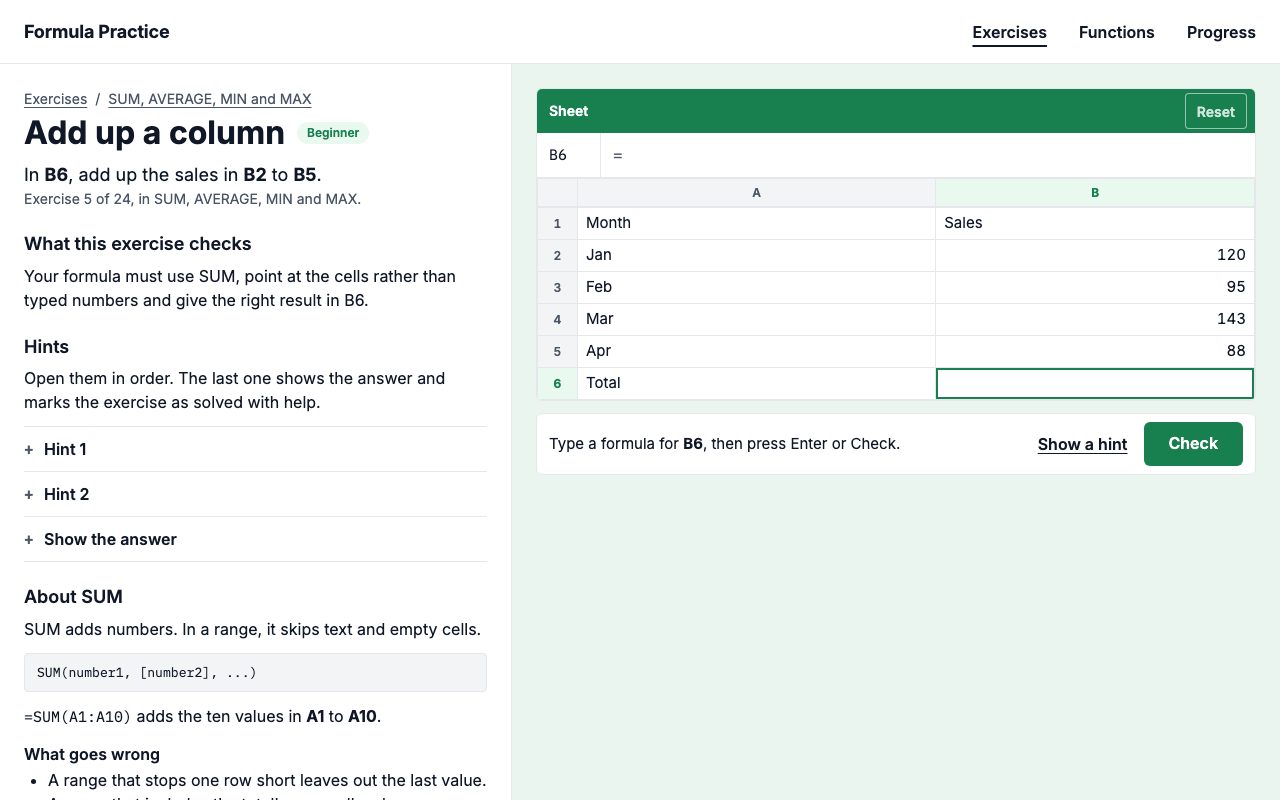 Formula Practice
Exercises Functions Progress
Exercises / SUM, AVERAGE, MIN and MAX
Add up a column Beginner
In B6, add up the sales in B2 to B5.
Exercise 5 of 24, in SUM, AVERAGE, MIN and MAX.
What this exercise checks
Your formula must use SUM, point at the cells rather than
typed numbers and give the right result in B6.
Hints
Open them in order. The last one shows the answer and
marks the exercise as solved with help.
+ Hint 1
+ Hint 2
+ Show the answer
About SUM
SUM adds numbers. In a range, it skips text and empty cells.
SUM(number1, [number2], ...)
=SUM(A1:A10) adds the ten values in A1 to A10.
What goes wrong
• A range that stops one row short leaves out the last value.
Sheet Reset
B6 =
A B
1 Month Sales
2 Jan 120
3 Feb 95
4 Mar 143
5 Apr 88
6 Total
Type a formula for B6, then press Enter or Check. Show a hint Check